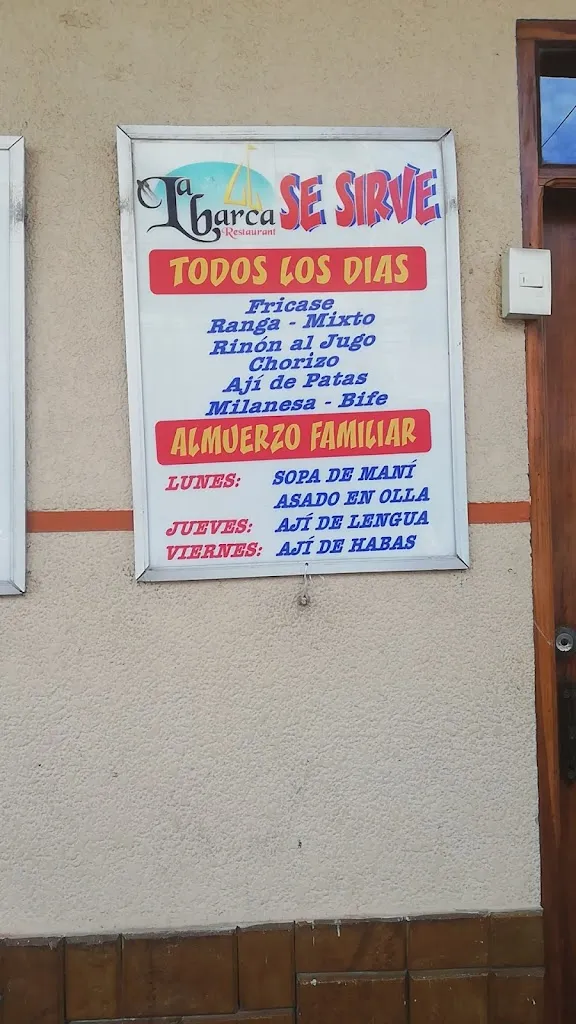 La barca
Restaurant
SE SIRVE
TODOS LOS DIAS
Fricase
Ranga - Mixto
Rinón al Jugo
Chorizo
Ají de Patas
Milanesa - Bife
ALMUERZO FAMILIAR
LUNES: SOPA DE MANÍ
ASADO EN OLLA
JUEVES: AJÍ DE LENGUA
VIERNES: AJÍ DE HABAS